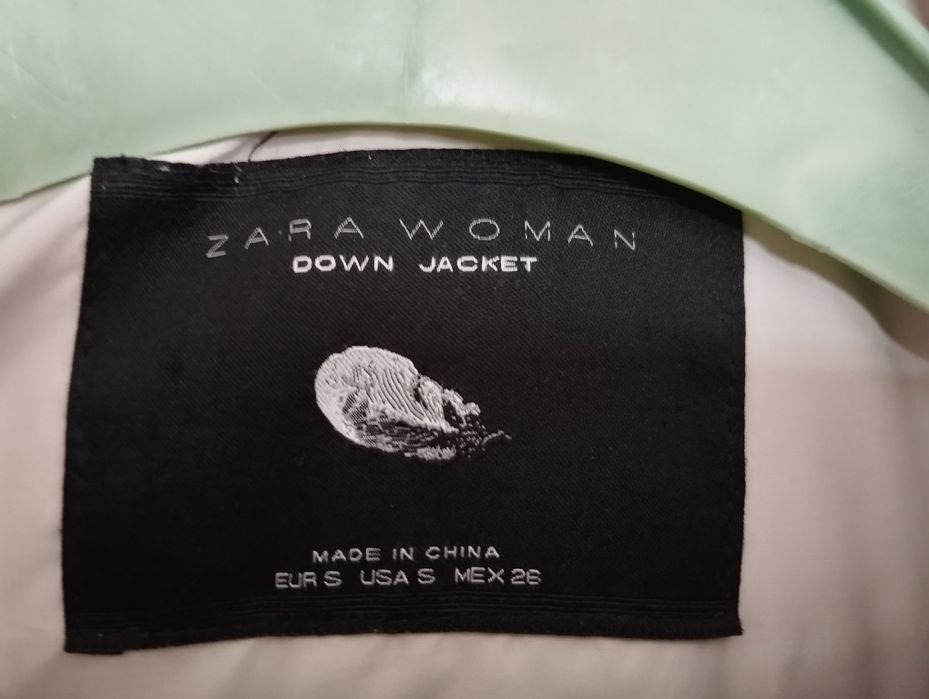 ZARA WOMAN
DOWN JACKET
MADE IN CHINA
EUR S USA S MEX 26